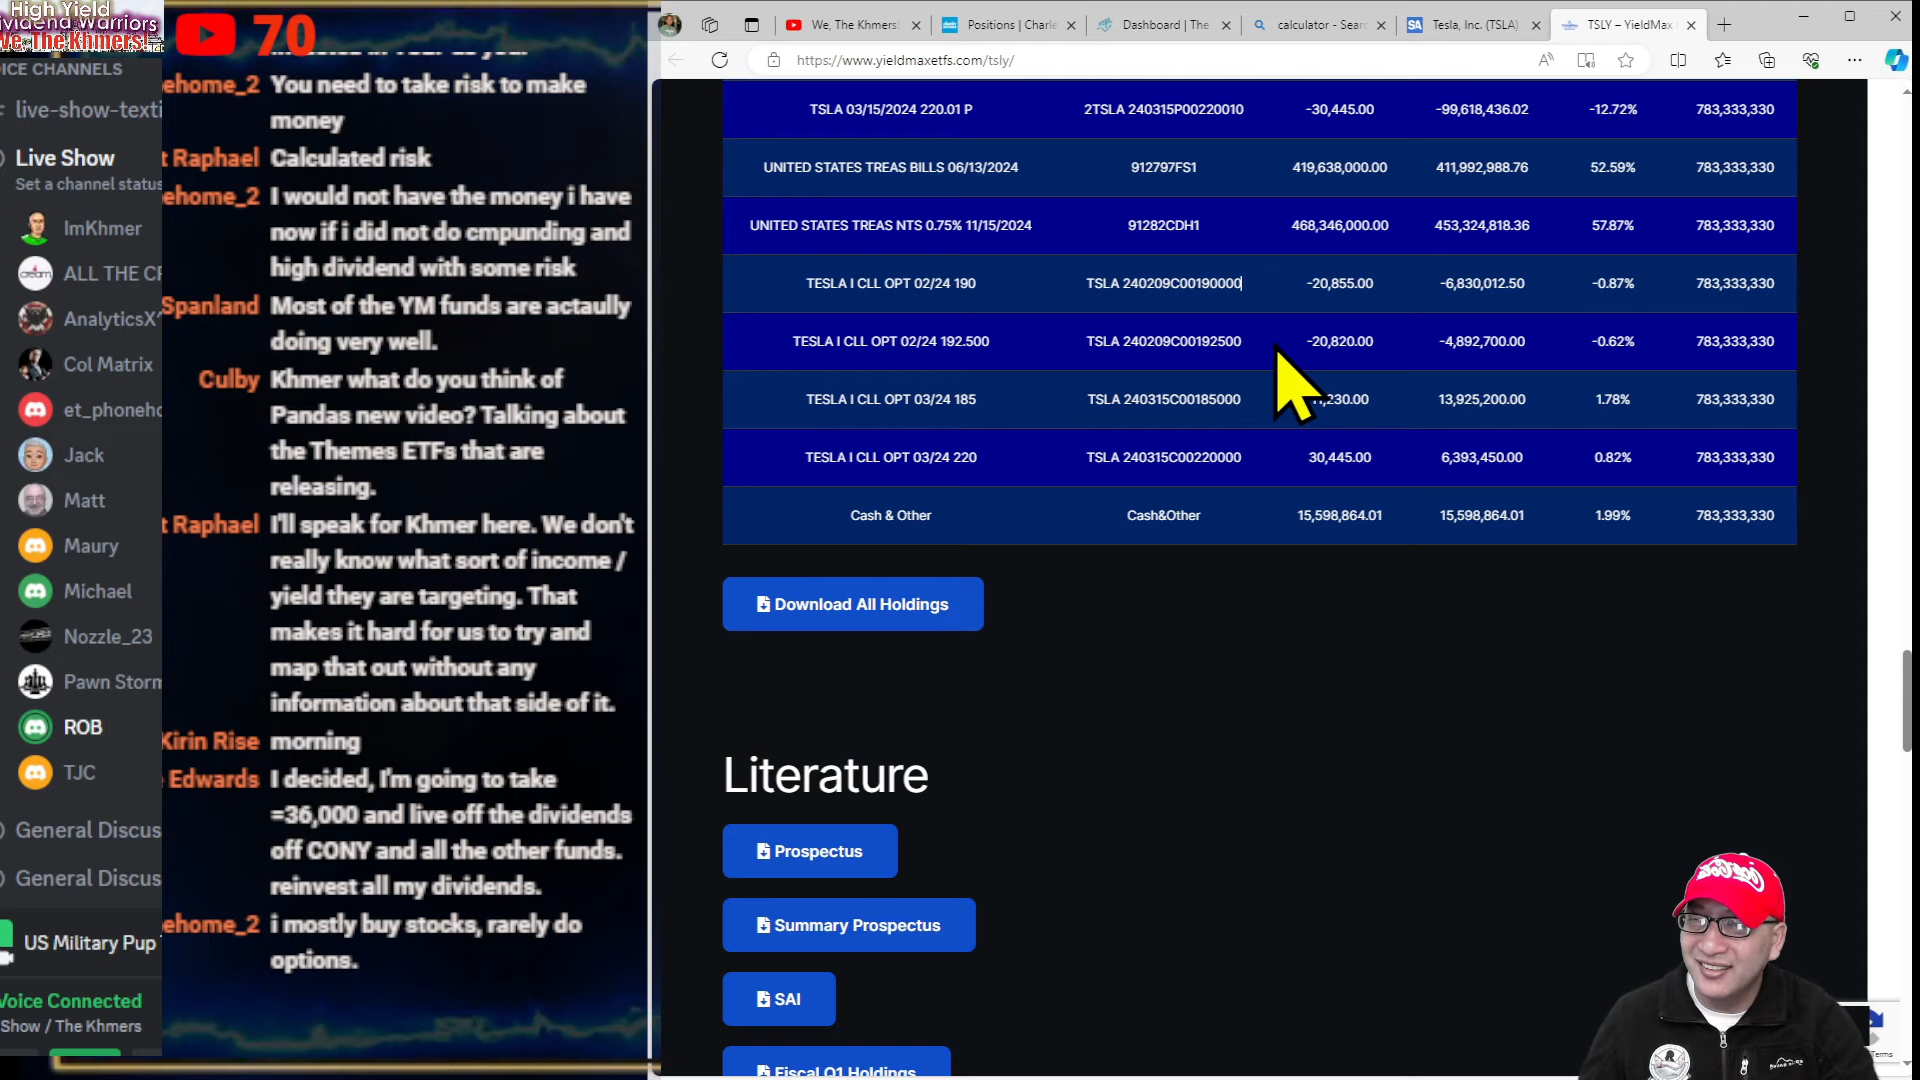 High Yield
ividend Warriors
We, The Khmers!
OICE CHANNELS
live-show-texti
Live Show
Set a channel status
ImKhmer
ALL THE CF
AnalyticsX
Col Matrix
et_phoneho
Jack
Matt
Maury
Michael
Nozzle_23
Pawn Storm
ROB
TJC
General Discus
General Discus
US Military Pup
Voice Connected
Show / The Khmers
70
ehome_2 You need to take risk to make
money
t Raphael Calculated risk
ehome_2 I would not have the money i have
now if i did not do cmpunding and
high dividend with some risk
Spanland Most of the YM funds are actaully
doing very well.
Culby Khmer what do you think of
Pandas new video? Talking about
the Themes ETFs that are
releasing.
t Raphael I'll speak for Khmer here. We don't
really know what sort of income /
yield they are targeting. That
makes it hard for us to try and
map that out without any
information about that side of it.
Kirin Rise morning
Edwards I decided, I'm going to take
=36,000 and live off the dividends
off CONY and all the other funds.
reinvest all my dividends.
ehome_2 i mostly buy stocks, rarely do
options.
We, The Khmers!
Positions | Charle
Dashboard | The
calculator - Searc
Tesla, Inc. (TSLA)
TSLY – YieldMax
https://www.yieldmaxetfs.com/tsly/
TSLA 03/15/2024 220.01 P 2TSLA 240315P00220010 -30,445.00 -99,618,436.02 -12.72% 783,333,330
UNITED STATES TREAS BILLS 06/13/2024 912797FS1 419,638,000.00 411,992,988.76 52.59% 783,333,330
UNITED STATES TREAS NTS 0.75% 11/15/2024 91282CDH1 468,346,000.00 453,324,818.36 57.87% 783,333,330
TESLA I CLL OPT 02/24 190 TSLA 240209C00190000 -20,855.00 -6,830,012.50 -0.87% 783,333,330
TESLA I CLL OPT 02/24 192.500 TSLA 240209C00192500 -20,820.00 -4,892,700.00 -0.62% 783,333,330
TESLA I CLL OPT 03/24 185 TSLA 240315C00185000 ,230.00 13,925,200.00 1.78% 783,333,330
TESLA I CLL OPT 03/24 220 TSLA 240315C00220000 30,445.00 6,393,450.00 0.82% 783,333,330
Cash & Other Cash&Other 15,598,864.01 15,598,864.01 1.99% 783,333,330
Download All Holdings
Literature
Prospectus
Summary Prospectus
SAI
Fiscal Q1 Holdings
Coca-Cola
Terms